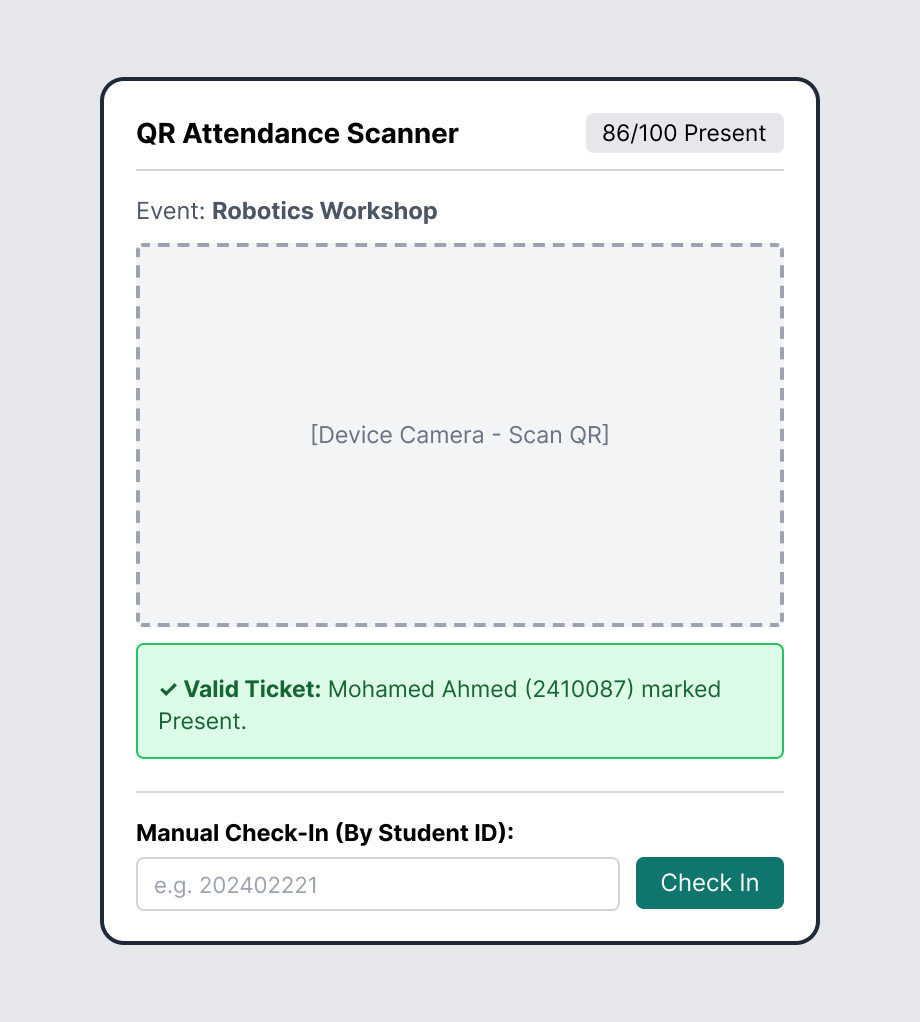 QR Attendance Scanner
86/100 Present
Event: Robotics Workshop
[Device Camera - Scan QR]
✓ Valid Ticket: Mohamed Ahmed (2410087) marked
Present.
Manual Check-In (By Student ID):
e.g. 202402221
Check In